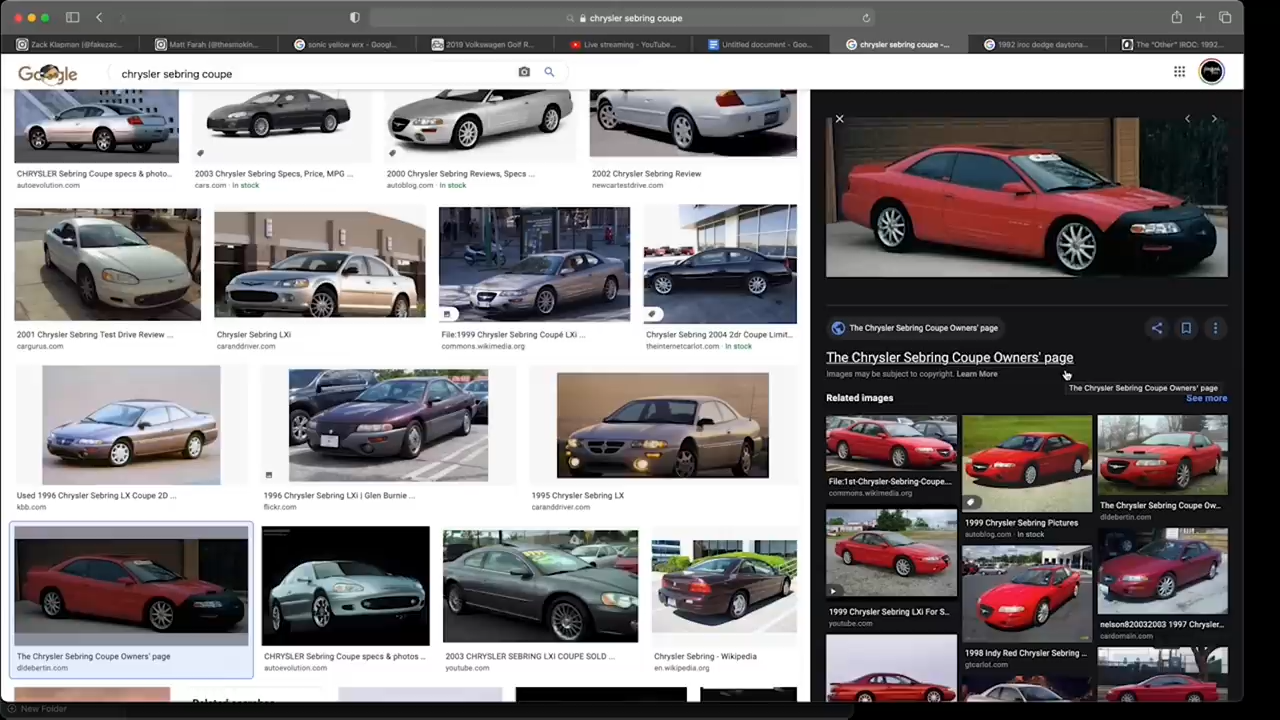 chrysler sebring coupe
Zack Klapman (@fakezac...
Matt Farah (@thesmokin...
sonic yellow wrx - Googl...
2019 Volkswagen Golf R...
Live streaming - YouTube...
Untitled document - Goo...
chrysler sebring coupe -...
1992 iroc dodge daytona...
The "Other" IROC: 1992...
Google
chrysler sebring coupe
CHRYSLER Sebring Coupe specs & photo...
autoevolution.com
2003 Chrysler Sebring Specs, Price, MPG ...
cars.com · In stock
2000 Chrysler Sebring Reviews, Specs ...
autoblog.com · In stock
2002 Chrysler Sebring Review
newcartestdrive.com
2001 Chrysler Sebring Test Drive Review ...
cargurus.com
Chrysler Sebring LXi
caranddriver.com
File:1999 Chrysler Sebring Coupé LXi ...
commons.wikimedia.org
Chrysler Sebring 2004 2dr Coupe Limit...
theinternetcarlot.com · In stock
Used 1996 Chrysler Sebring LX Coupe 2D ...
kbb.com
1996 Chrysler Sebring LXi | Glen Burnie ...
flickr.com
1995 Chrysler Sebring LX
caranddriver.com
The Chrysler Sebring Coupe Owners' page
dldebertin.com
CHRYSLER Sebring Coupe specs & photos ..
autoevolution.com
2003 CHRYSLER SEBRING LXI COUPE SOLD ...
youtube.com
Chrysler Sebring - Wikipedia
en.wikipedia.org
The Chrysler Sebring Coupe Owners' page
The Chrysler Sebring Coupe Owners' page
Images may be subject to copyright. Learn More
The Chrysler Sebring Coupe Owners' page
Related images
See more
File:1st-Chrysler-Sebring-Coupe...
commons.wikimedia.org
1999 Chrysler Sebring Pictures
autoblog.com · In stock
The Chrysler Sebring Coupe Ow...
dldebertin.com
1999 Chrysler Sebring LXi For S...
youtube.com
1998 Indy Red Chrysler Sebring ...
gtcarlot.com
nelson820032003 1997 Chrysler...
cardomain.com
New Folder